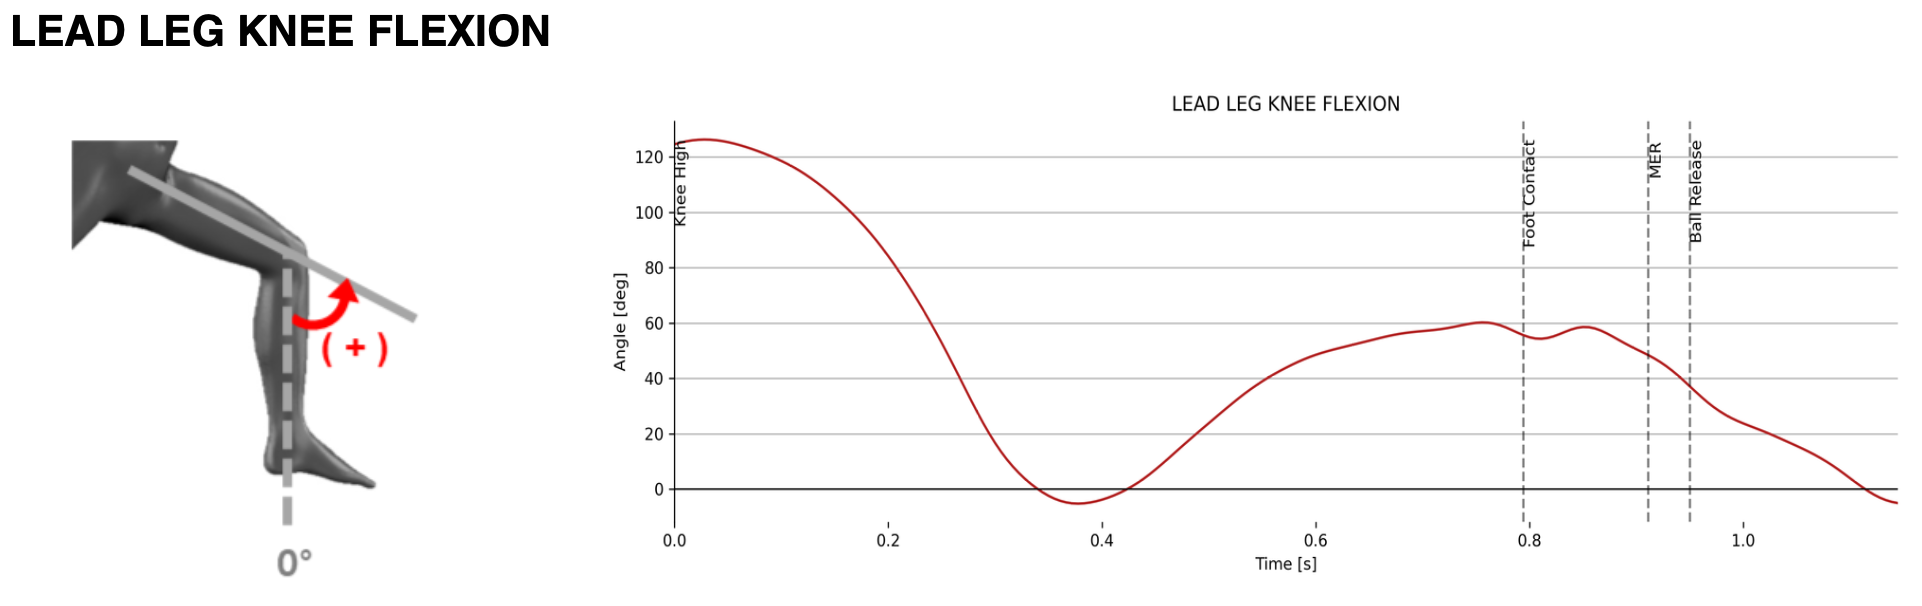 LEAD LEG KNEE FLEXION
( + )
0°
LEAD LEG KNEE FLEXION
Angle [deg]
120
100
80
60
40
20
0
Knee High
Foot Contact
MER
Ball Release
0.0 0.2 0.4 0.6 0.8 1.0
Time [s]